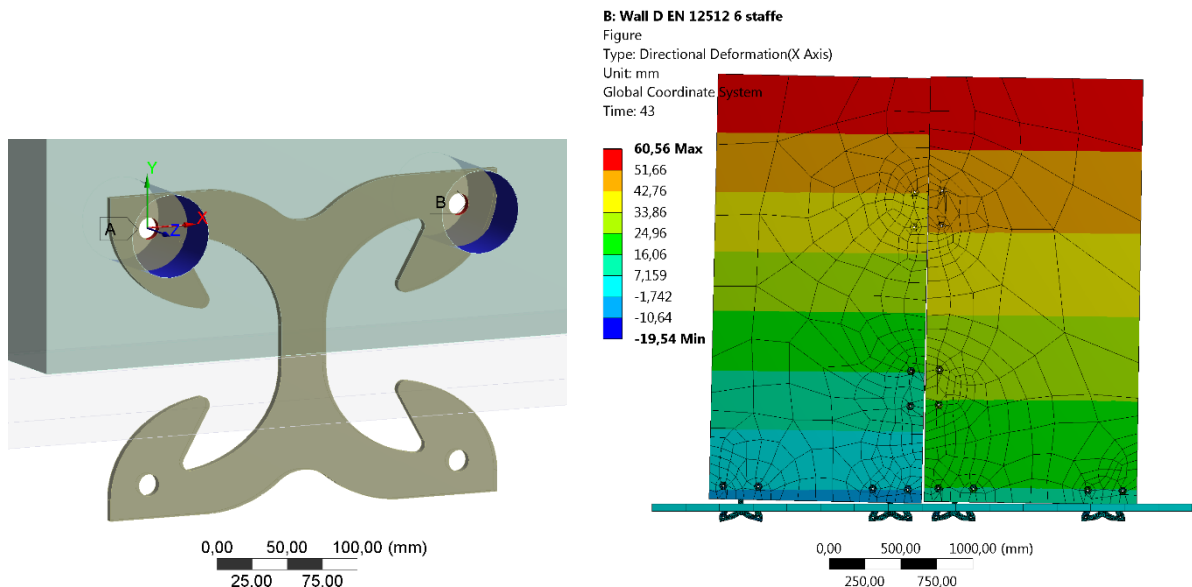 Y
A
X
Z
B
0,00 50,00 100,00 (mm)
25,00 75,00
B: Wall D EN 12512 6 staffe
Figure
Type: Directional Deformation(X Axis)
Unit: mm
Global Coordinate System
Time: 43
60,56 Max
51,66
42,76
33,86
24,96
16,06
7,159
-1,742
-10,64
-19,54 Min
0,00 500,00 1000,00 (mm)
250,00 750,00